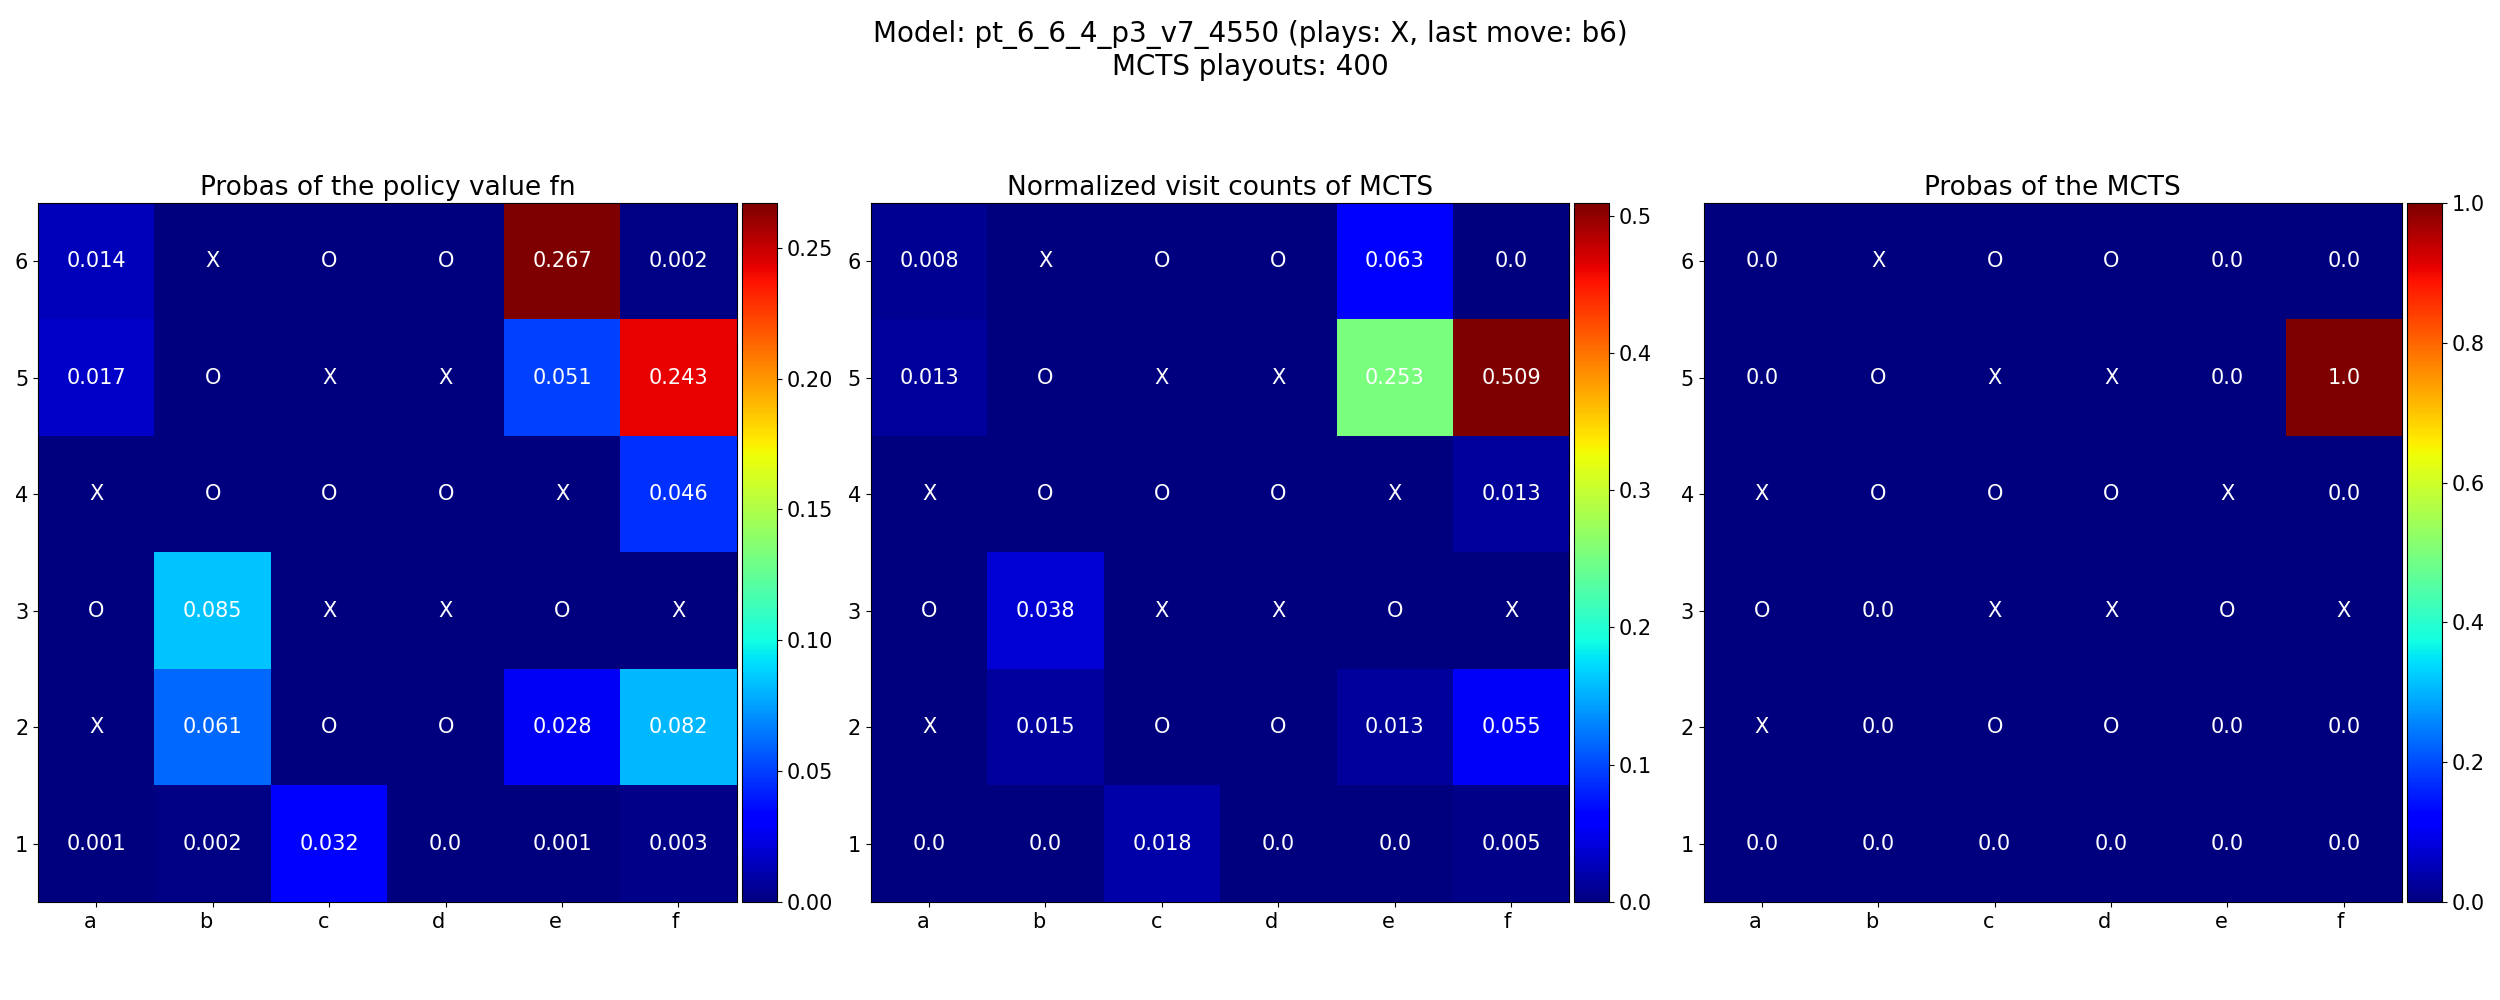 Model: pt_6_6_4_p3_v7_4550 (plays: X, last move: b6)
MCTS playouts: 400
Probas of the policy value fn
6 0.014 X O O 0.267 0.002
5 0.017 O X X 0.051 0.243
4 X O O O X 0.046
3 O 0.085 X X O X
2 X 0.061 O O 0.028 0.082
1 0.001 0.002 0.032 0.0 0.001 0.003
a b c d e f
0.25
0.20
0.15
0.10
0.05
0.00
Normalized visit counts of MCTS
6 0.008 X O O 0.063 0.0
5 0.013 O X X 0.253 0.509
4 X O O O X 0.013
3 O 0.038 X X O X
2 X 0.015 O O 0.013 0.055
1 0.0 0.0 0.018 0.0 0.0 0.005
a b c d e f
0.5
0.4
0.3
0.2
0.1
0.0
Probas of the MCTS
6 0.0 X O O 0.0 0.0
5 0.0 O X X 0.0 1.0
4 X O O O X 0.0
3 O 0.0 X X O X
2 X 0.0 O O 0.0 0.0
1 0.0 0.0 0.0 0.0 0.0 0.0
a b c d e f
1.0
0.8
0.6
0.4
0.2
0.0